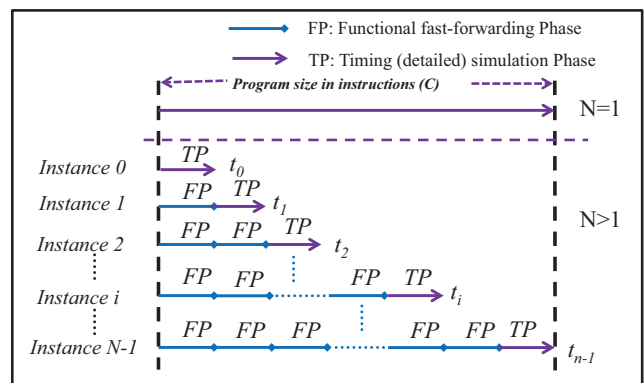 FP: Functional fast-forwarding Phase
TP: Timing (detailed) simulation Phase
Program size in instructions (C)
N=1
Instance 0
TP
t0
Instance 1
FP
TP
t1
N>1
Instance 2
FP
FP
TP
t2
Instance i
FP
FP
FP
TP
ti
Instance N-1
FP
FP
FP
FP
FP
TP
tn-1